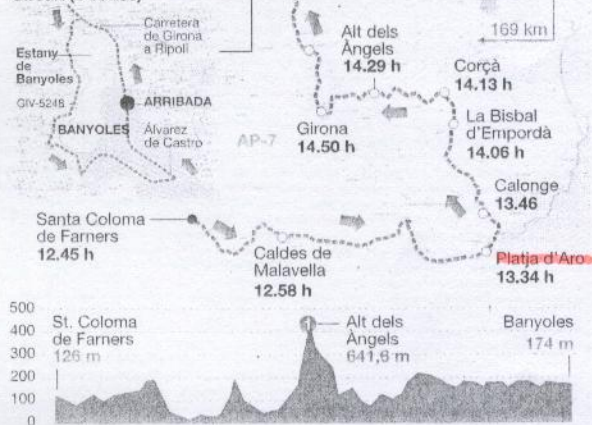 Carretera
de Girona
a Ripoll
Estany
de
Banyoles
GIV-5248
ARRIBADA
BANYOLES
Álvarez
de Castro
AP-7
169 km
Alt dels
Àngels
14.29 h
Corçà
14.13 h
Girona
14.50 h
La Bisbal
d'Empordà
14.06 h
Calonge
13.46
Santa Coloma
de Farners
12.45 h
Caldes de
Malavella
12.58 h
Platja d'Aro
13.34 h
500
400
300
200
100
0
St. Coloma
de Farners
126 m
Alt dels
Àngels
641,6 m
Banyoles
174 m